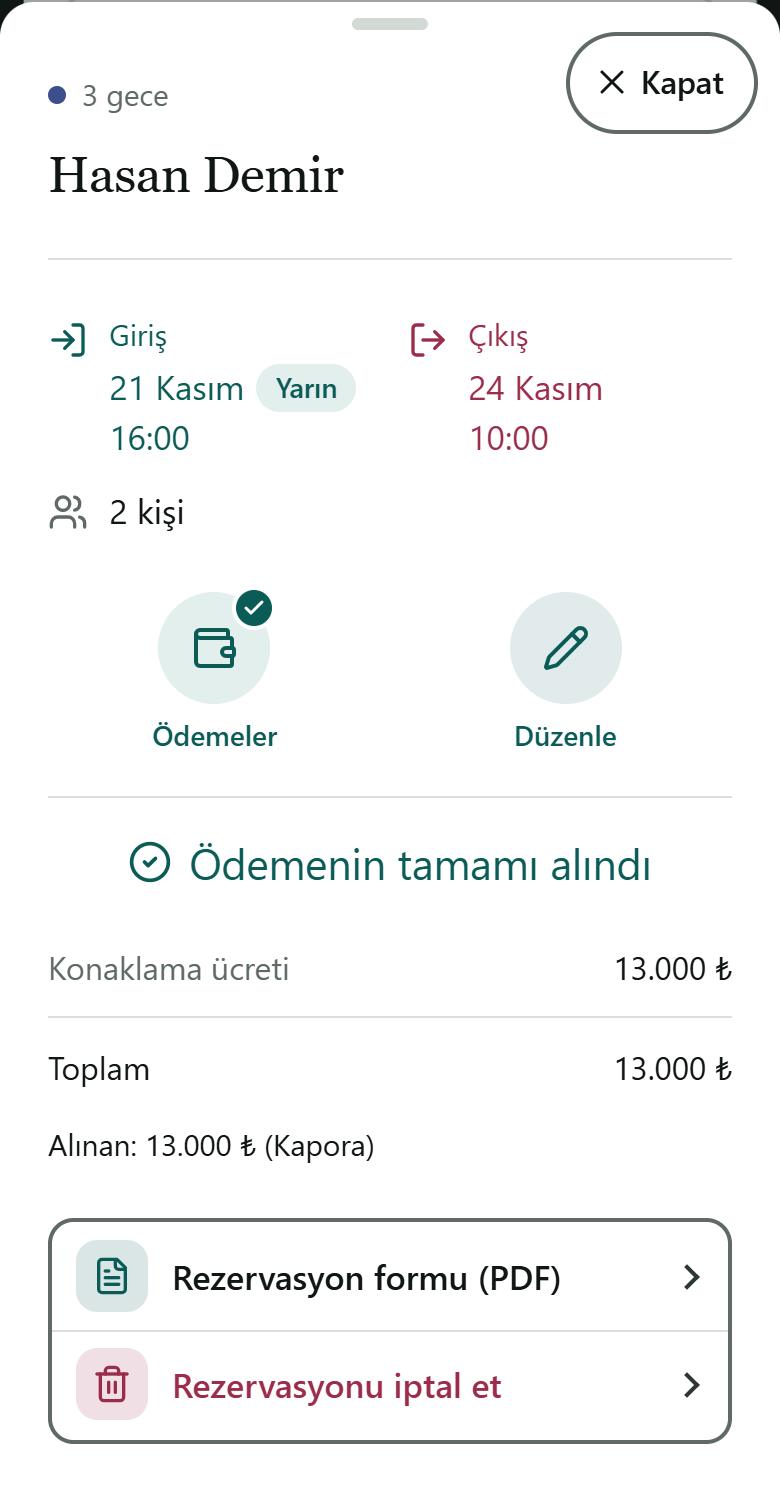 3 gece
Kapat
Hasan Demir
Giriş
21 Kasım Yarın
16:00
Çıkış
24 Kasım
10:00
2 kişi
Ödemeler
Düzenle
Ödemenin tamamı alındı
Konaklama ücreti 13.000 ₺
Toplam 13.000 ₺
Alınan: 13.000 ₺ (Kapora)
Rezervasyon formu (PDF)
Rezervasyonu iptal et